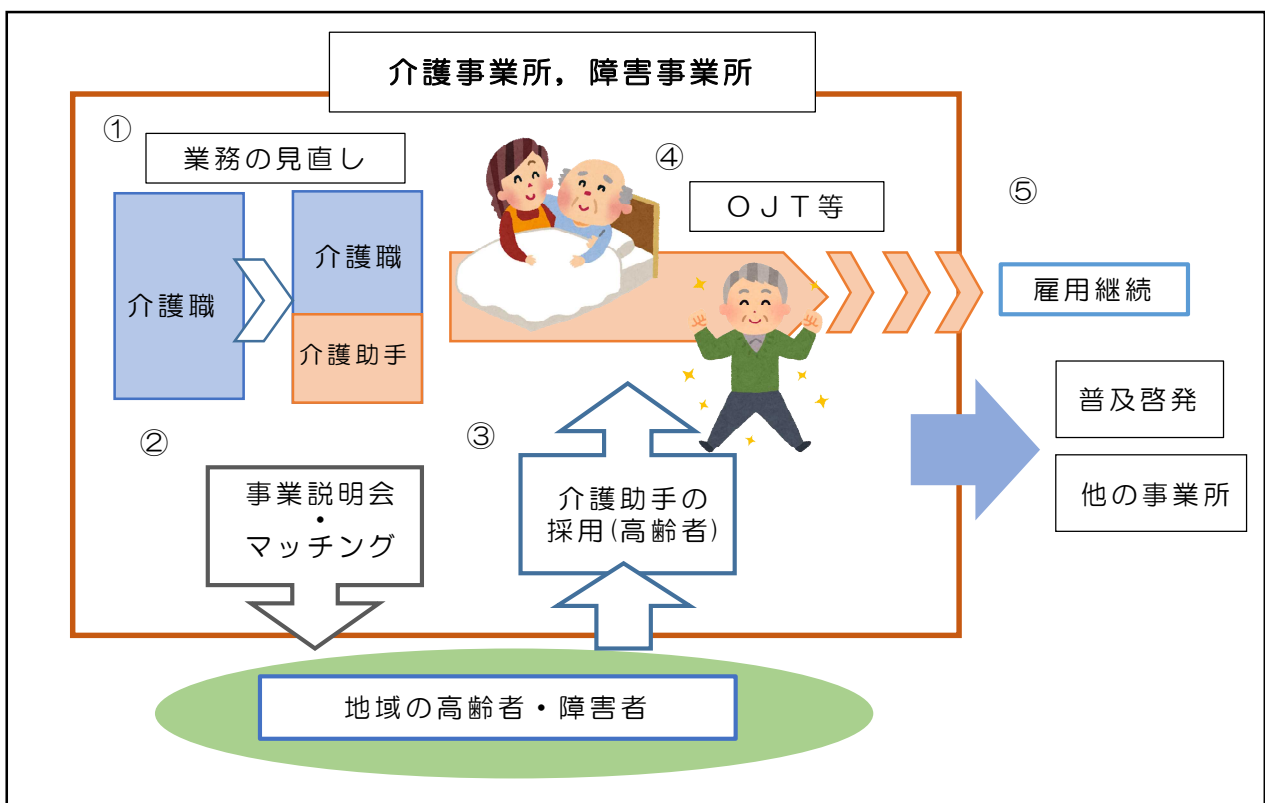 介護事業所，障害事業所
①
業務の見直し
介護職
介護職
介護助手
④
ＯＪＴ等
⑤
雇用継続
普及啓発
他の事業所
②
事業説明会
・
マッチング
③
介護助手の
採用(高齢者)
地域の高齢者・障害者